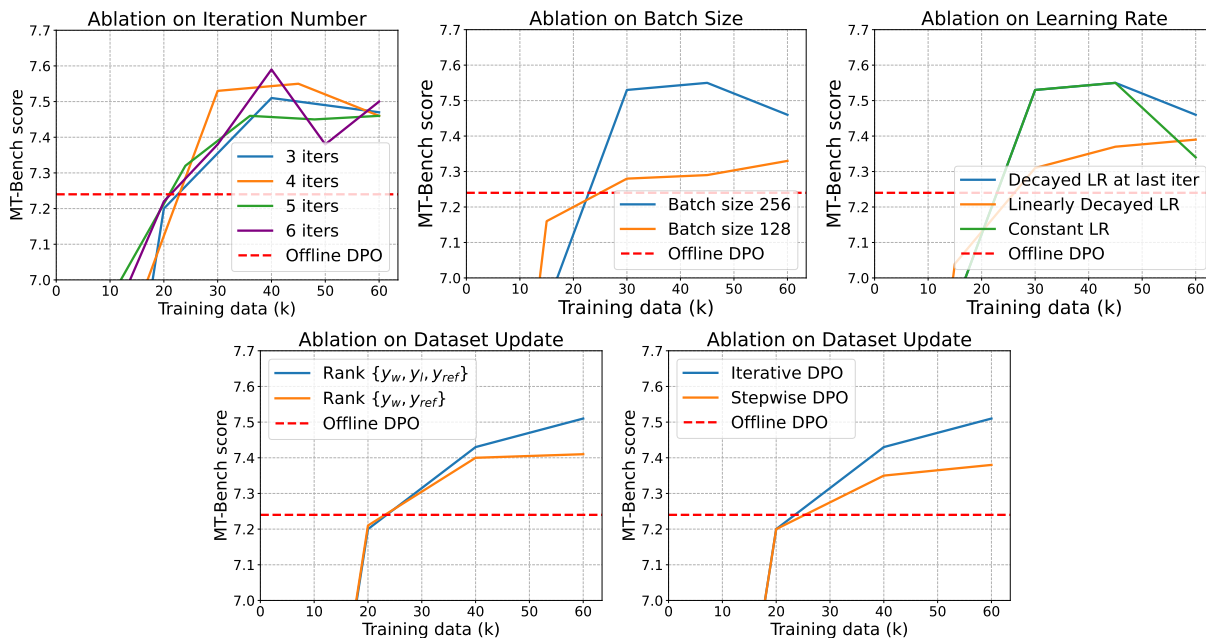 Ablation on Iteration Number
MT-Bench score
7.7
7.6
7.5
7.4
7.3
7.2
7.1
7.0
3 iters
4 iters
5 iters
6 iters
Offline DPO
0 10 20 30 40 50 60
Training data (k)
Ablation on Batch Size
MT-Bench score
7.7
7.6
7.5
7.4
7.3
7.2
7.1
7.0
Batch size 256
Batch size 128
Offline DPO
0 10 20 30 40 50 60
Training data (k)
Ablation on Learning Rate
MT-Bench score
7.7
7.6
7.5
7.4
7.3
7.2
7.1
7.0
Decayed LR at last iter
Linearly Decayed LR
Constant LR
Offline DPO
0 10 20 30 40 50 60
Training data (k)
Ablation on Dataset Update
MT-Bench score
7.7
7.6
7.5
7.4
7.3
7.2
7.1
7.0
Rank {y_w, y_l, y_ref}
Rank {y_w, y_ref}
Offline DPO
0 10 20 30 40 50 60
Training data (k)
Ablation on Dataset Update
MT-Bench score
7.7
7.6
7.5
7.4
7.3
7.2
7.1
7.0
Iterative DPO
Stepwise DPO
Offline DPO
0 10 20 30 40 50 60
Training data (k)